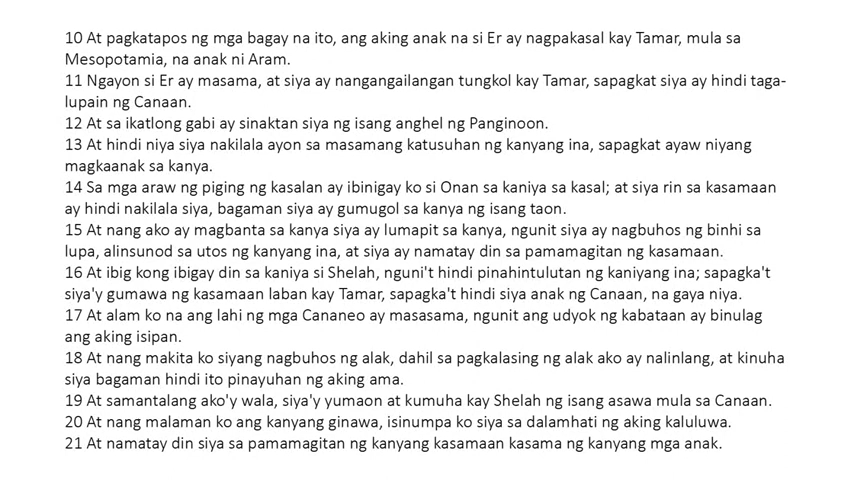 10 At pagkatapos ng mga bagay na ito, ang aking anak na si Er ay nagpakasal kay Tamar, mula sa
Mesopotamia, na anak ni Aram.
11 Ngayon si Er ay masama, at siya ay nangangailangan tungkol kay Tamar, sapagkat siya ay hindi taga-
lupain ng Canaan.
12 At sa ikatlong gabi ay sinaktan siya ng isang anghel ng Panginoon.
13 At hindi niya siya nakilala ayon sa masamang katusuhan ng kanyang ina, sapagkat ayaw niyang
magkaanak sa kanya.
14 Sa mga araw ng piging ng kasalan ay ibinigay ko si Onan sa kaniya sa kasal; at siya rin sa kasamaan
ay hindi nakilala siya, bagaman siya ay gumugol sa kanya ng isang taon.
15 At nang ako ay magbanta sa kanya siya ay lumapit sa kanya, ngunit siya ay nagbuhos ng binhi sa
lupa, alinsunod sa utos ng kanyang ina, at siya ay namatay din sa pamamagitan ng kasamaan.
16 At ibig kong ibigay din sa kaniya si Shelah, nguni't hindi pinahintulutan ng kaniyang ina; sapagka't
siya'y gumawa ng kasamaan laban kay Tamar, sapagka't hindi siya anak ng Canaan, na gaya niya.
17 At alam ko na ang lahi ng mga Cananeo ay masasama, ngunit ang udyok ng kabataan ay binulag
ang aking isipan.
18 At nang makita ko siyang nagbuhos ng alak, dahil sa pagkalasing ng alak ako ay nalinlang, at kinuha
siya bagaman hindi ito pinayuhan ng aking ama.
19 At samantalang ako'y wala, siya'y yumaon at kumuha kay Shelah ng isang asawa mula sa Canaan.
20 At nang malaman ko ang kanyang ginawa, isinumpa ko siya sa dalamhati ng aking kaluluwa.
21 At namatay din siya sa pamamagitan ng kanyang kasamaan kasama ng kanyang mga anak.